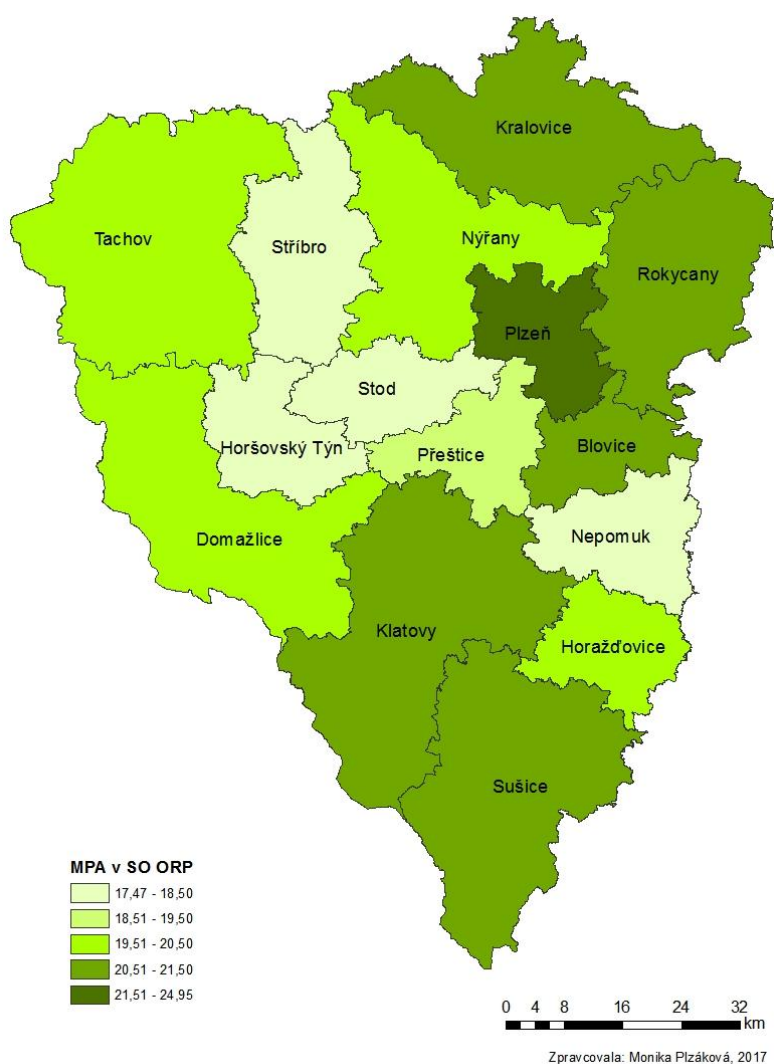 Kralovice
Tachov
Stříbro
Nýřany
Rokycany
Plzeň
Stod
Horšovský Týn
Přeštice
Blovice
Domažlice
Nepomuk
Klatovy
Horažďovice
Sušice
MPA v SO ORP
17,47 - 18,50
18,51 - 19,50
19,51 - 20,50
20,51 - 21,50
21,51 - 24,95
0 4 8 16 24 32
km
Zpravcovala: Monika Plzáková, 2017